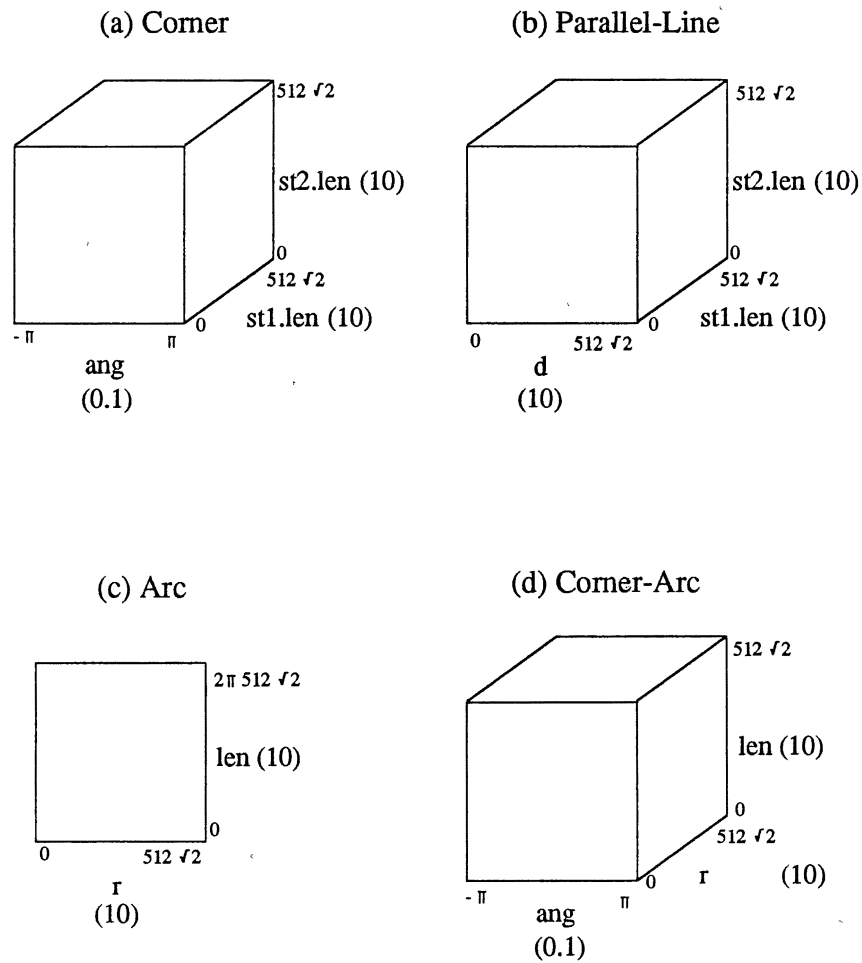 (a) Corner
512 √2
st2.len (10)
0
512 √2
st1.len (10)
0
- π
π
ang
(0.1)
(b) Parallel-Line
512 √2
st2.len (10)
0
512 √2
st1.len (10)
0
0
512 √2
d
(10)
(c) Arc
2π 512 √2
len (10)
0
0
512 √2
r
(10)
(d) Corner-Arc
512 √2
len (10)
0
512 √2
r (10)
0
- π
π
ang
(0.1)